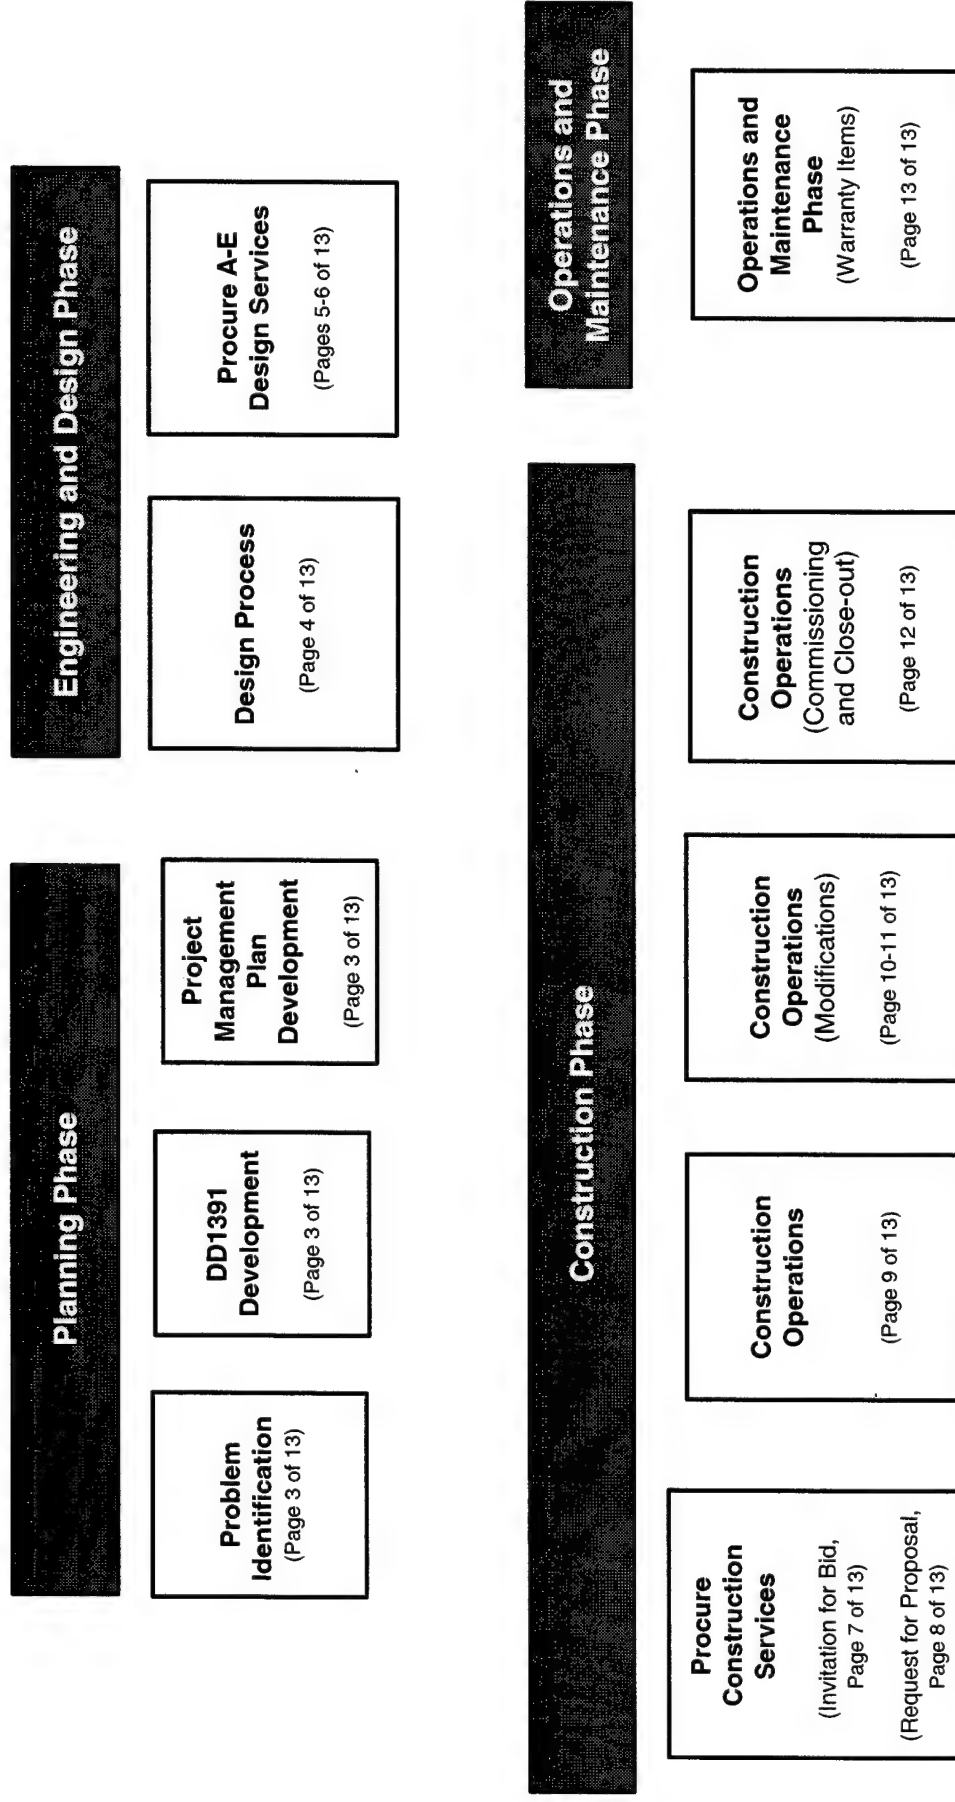 Planning Phase
Engineering and Design Phase
Problem
Identification
(Page 3 of 13)
DD1391
Development
(Page 3 of 13)
Project
Management
Plan
Development
(Page 3 of 13)
Design Process
(Page 4 of 13)
Procure A-E
Design Services
(Pages 5-6 of 13)
Construction Phase
Operations and
Maintenance Phase
Procure
Construction
Services
(Invitation for Bid,
Page 7 of 13)
(Request for Proposal,
Page 8 of 13)
Construction
Operations
(Page 9 of 13)
Construction
Operations
(Modifications)
(Page 10-11 of 13)
Construction
Operations
(Commissioning
and Close-out)
(Page 12 of 13)
Operations and
Maintenance
Phase
(Warranty Items)
(Page 13 of 13)